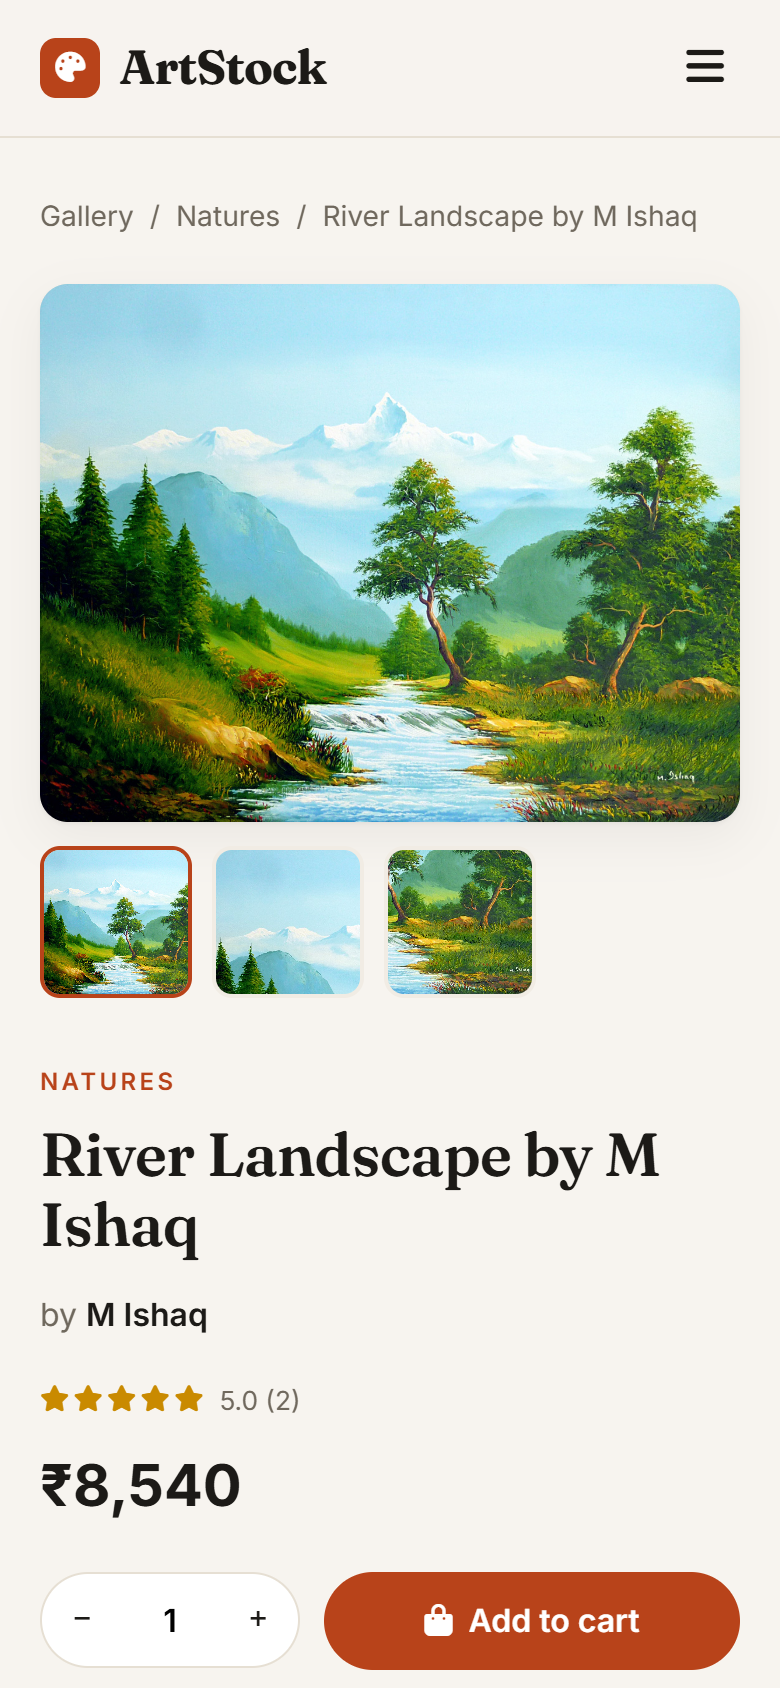 ArtStock
Gallery / Natures / River Landscape by M Ishaq
M. Ishaq
NATURES
River Landscape by M
Ishaq
by M Ishaq
5.0 (2)
₹8,540
− 1 +
Add to cart